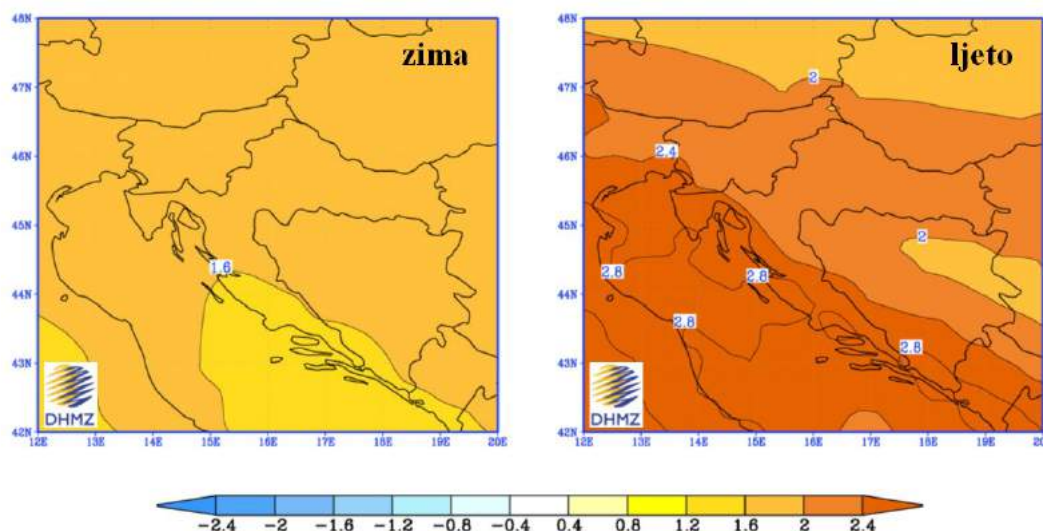 zima
48N
47N
46N
45N
44N
43N
42N
1.6
DHMZ
12E 13E 14E 15E 16E 17E 18E 19E 20E
ljeto
48N
47N
46N
45N
44N
43N
42N
2
2.4
2
2.8
2.8
2.8
2.8
DHMZ
12E 13E 14E 15E 16E 17E 18E 19E 20E
-2.4 -2 -1.6 -1.2 -0.8 -0.4 0.4 0.8 1.2 1.6 2 2.4